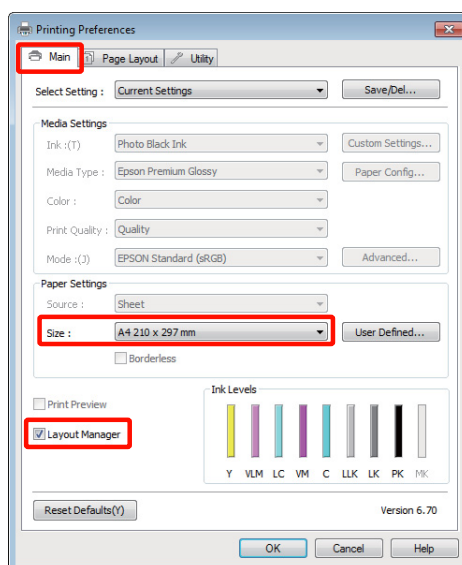 Printing Preferences
Main Page Layout Utility
Select Setting : Current Settings Save/Del...
Media Settings
Ink :(T) Photo Black Ink Custom Settings...
Media Type : Epson Premium Glossy Paper Config...
Color : Color
Print Quality : Quality
Mode :(J) EPSON Standard (sRGB) Advanced...
Paper Settings
Source : Sheet
Size : A4 210 x 297 mm User Defined...
Borderless
Ink Levels
Print Preview
Layout Manager
Y VLM LC VM C LLK LK PK MK
Reset Defaults(Y) Version 6.70
OK Cancel Help